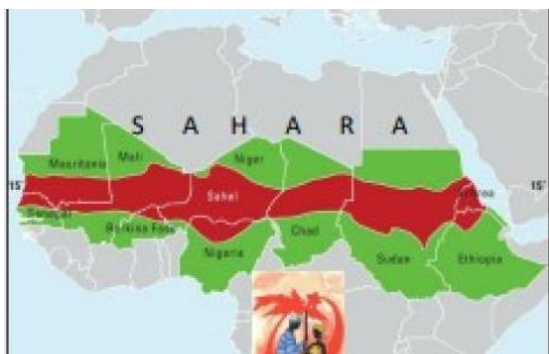 S A H A R A
Mauritania
Mali
Niger
15°
Sahel
Eritrea
15°
Senegal
Burkina Faso
Nigeria
Chad
Sudan
Ethiopia